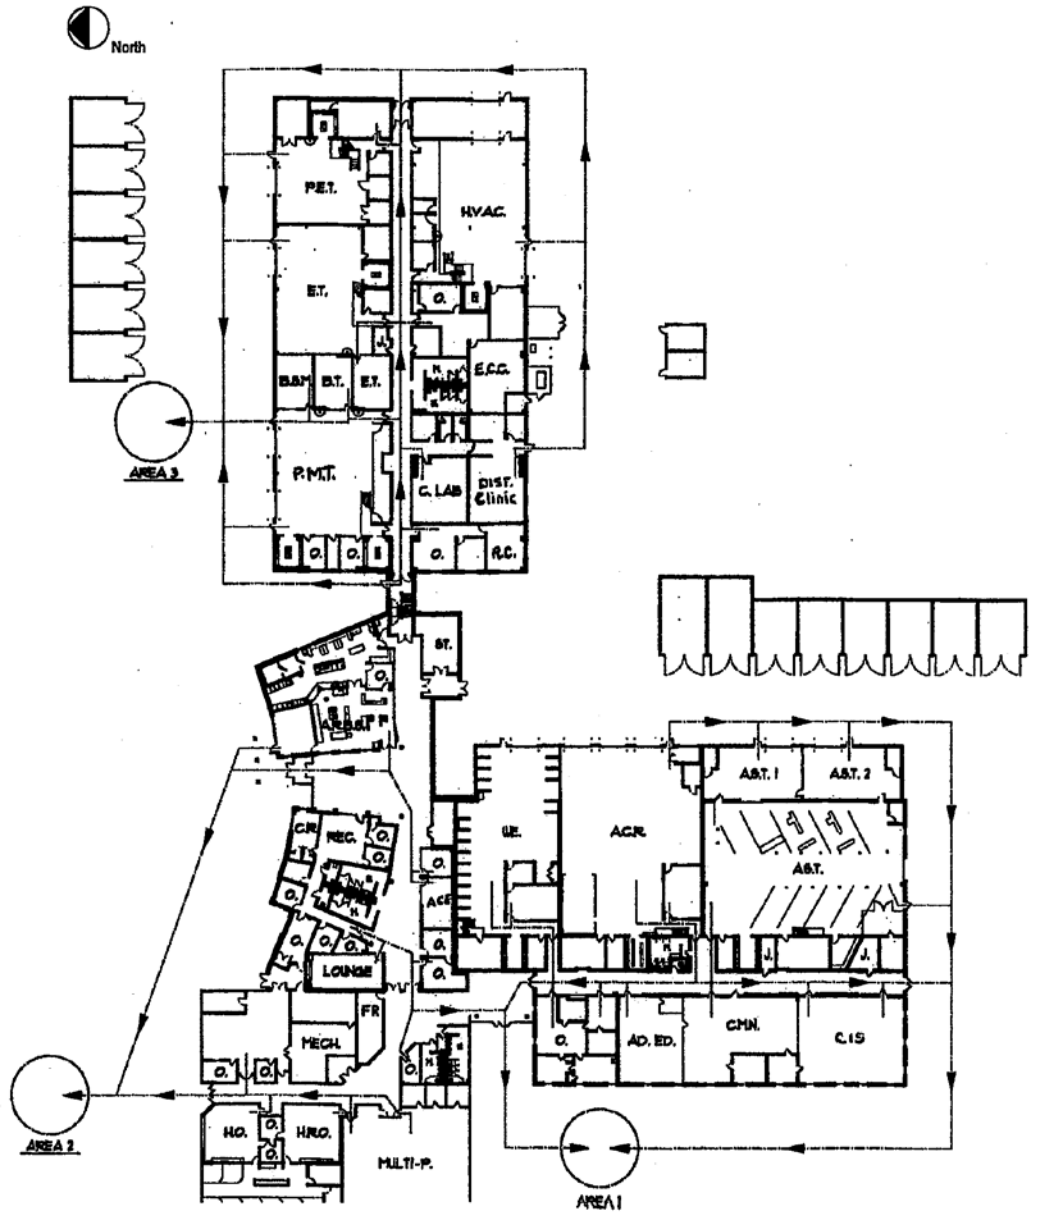 North
P.E.T.
H.V.A.C.
E.T.
O.
J.
B.B.M
B.T.
E.T.
E.C.C.
AREA 3
P.M.T.
C. LAB
DIST.
Clinic
O.
O.
O.
R.C.
ST.
O.
A.B.T. 1
A.B.T. 2
C.R.
REC.
O.
O.
O.
W.E.
A.C.R.
A.B.T.
O.
ACE
O.
O.
O.
O.
O.
LOUNGE
J.
J.
FR
MECH.
O.
AD. ED.
C.M.N.
C.I.S
O.
O.
O.
AREA 2
H.O.
O.
O.
H.R.O.
MULTI-P.
AREA 1